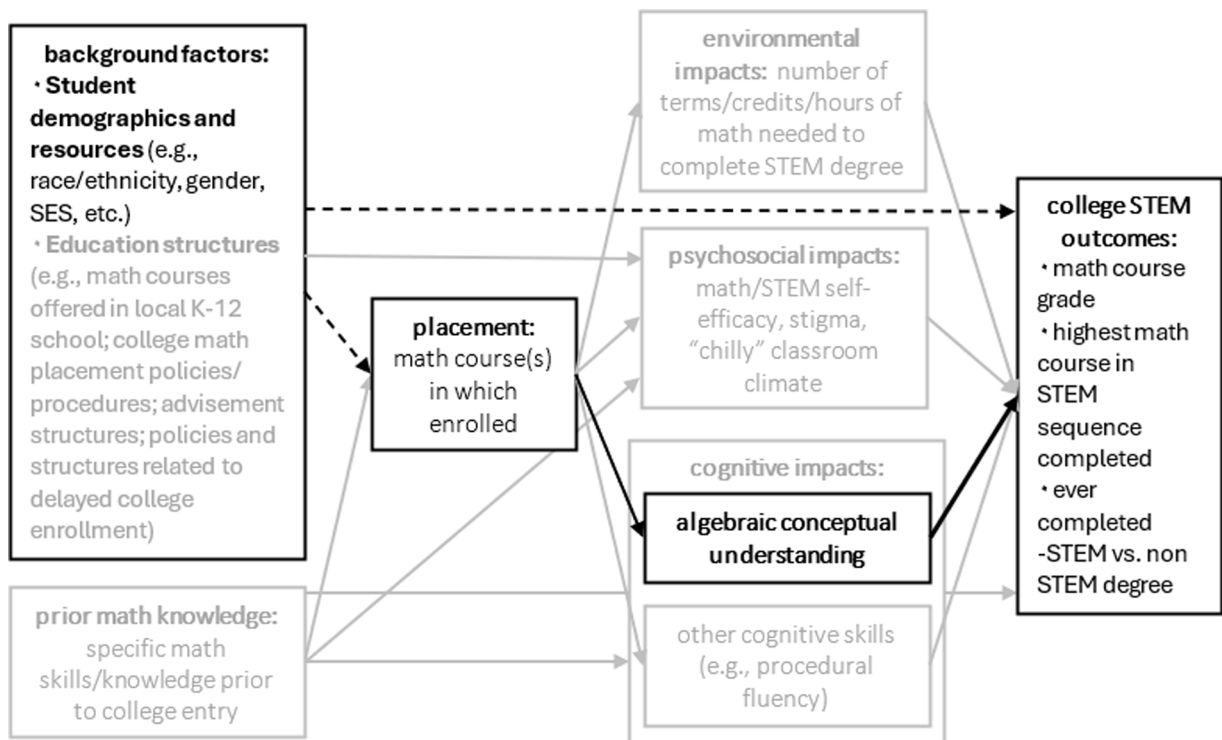 background factors:
· Student
demographics and
resources (e.g.,
race/ethnicity, gender,
SES, etc.)
· Education structures
(e.g., math courses
offered in local K-12
school; college math
placement policies/
procedures; advisement
structures; policies and
structures related to
delayed college
enrollment)
prior math knowledge:
specific math
skills/knowledge prior
to college entry
placement:
math course(s)
in which
enrolled
environmental
impacts: number of
terms/credits/hours of
math needed to
complete STEM degree
psychosocial impacts:
math/STEM self-
efficacy, stigma,
“chilly” classroom
climate
cognitive impacts:
algebraic conceptual
understanding
other cognitive skills
(e.g., procedural
fluency)
college STEM
outcomes:
· math course
grade
· highest math
course in
STEM
sequence
completed
· ever
completed
-STEM vs. non
STEM degree